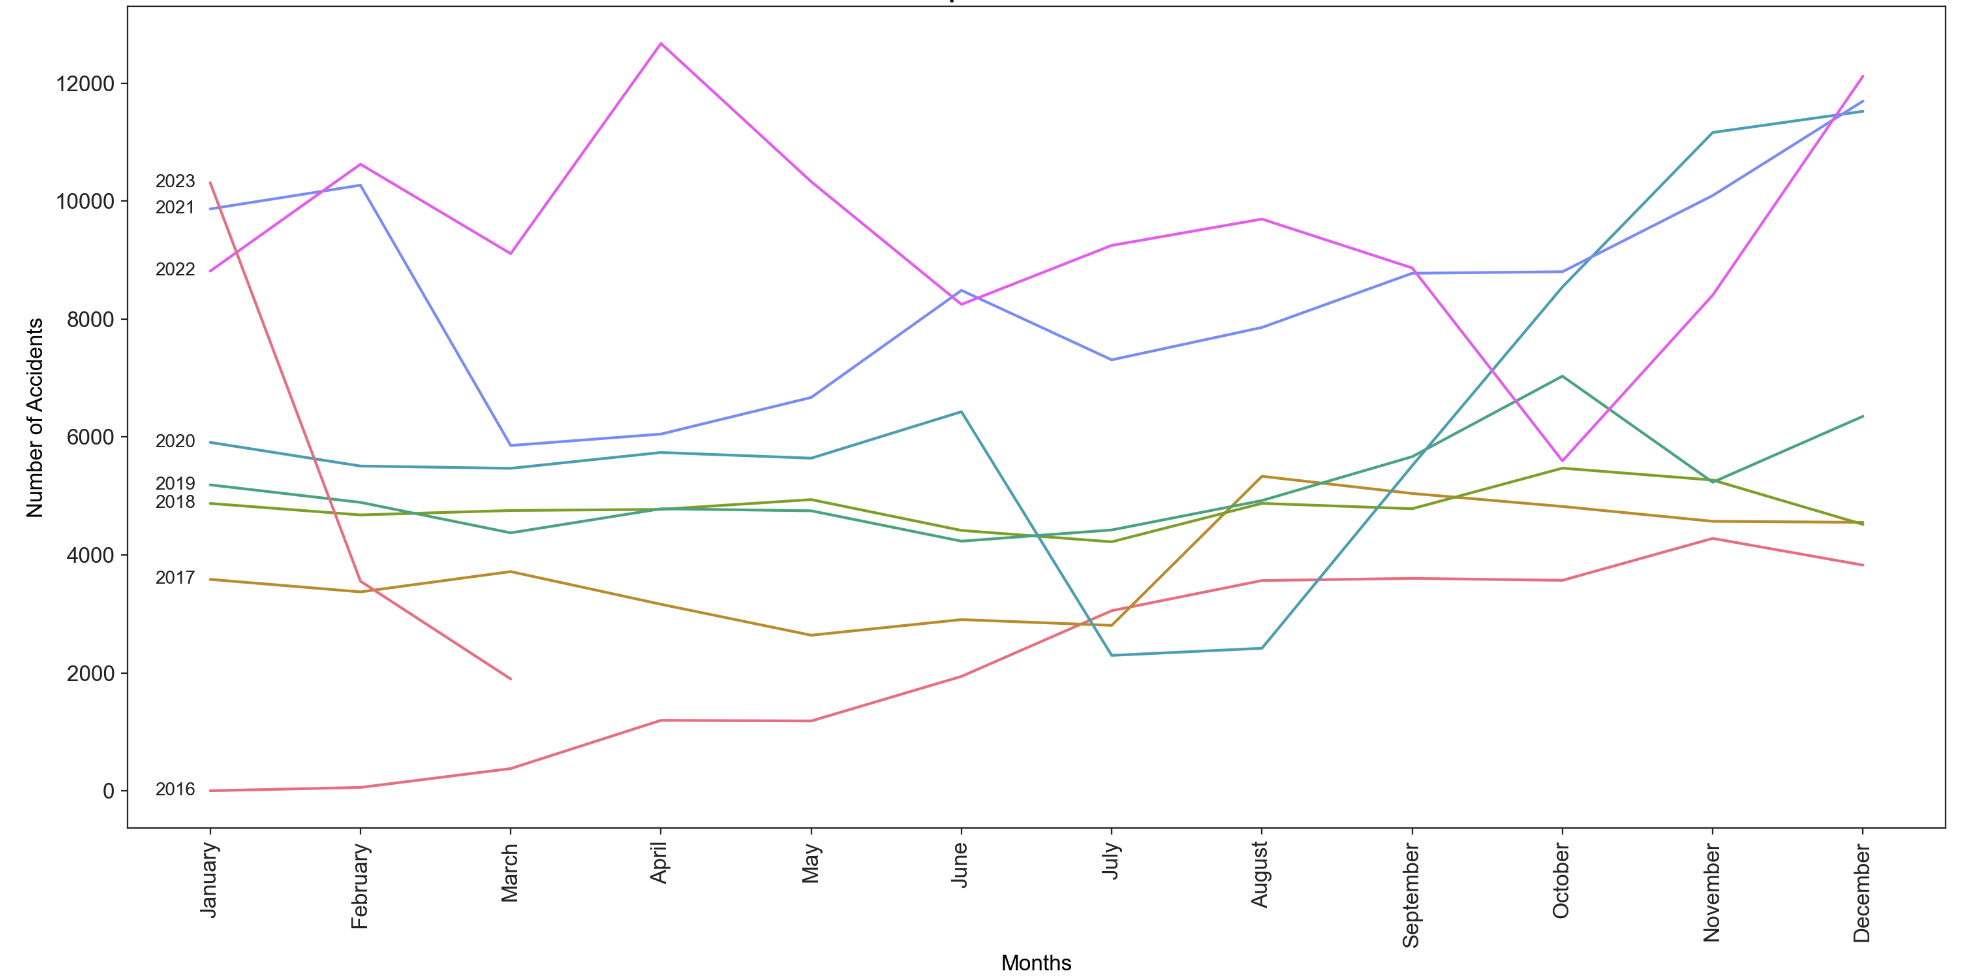 12000
10000
8000
6000
4000
2000
0
Number of Accidents
2023
2021
2022
2020
2019
2018
2017
2016
January
February
March
April
May
June
July
August
September
October
November
December
Months